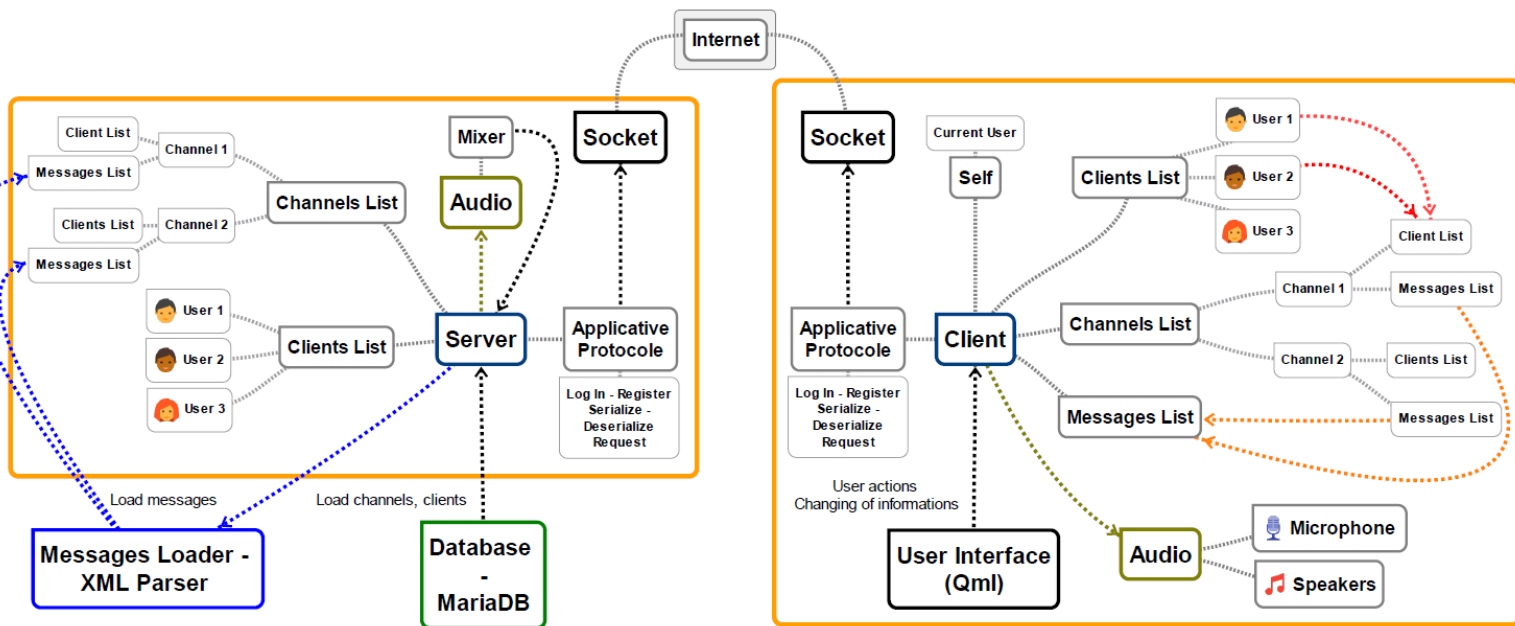 Internet
Client List
Channel 1
Messages List
Channels List
Clients List
Channel 2
Messages List
Mixer
Audio
Socket
User 1
User 2
User 3
Clients List
Server
Applicative
Protocole
Log In - Register
Serialize -
Deserialize
Request
Load messages
Load channels, clients
Messages Loader -
XML Parser
Database
-
MariaDB
Socket
Current User
Self
Clients List
User 1
User 2
User 3
Client List
Channel 1
Messages List
Applicative
Protocole
Client
Channels List
Channel 2
Clients List
Messages List
Log In - Register
Serialize -
Deserialize
Request
Messages List
User actions
Changing of informations
User Interface
(Qml)
Audio
Microphone
Speakers